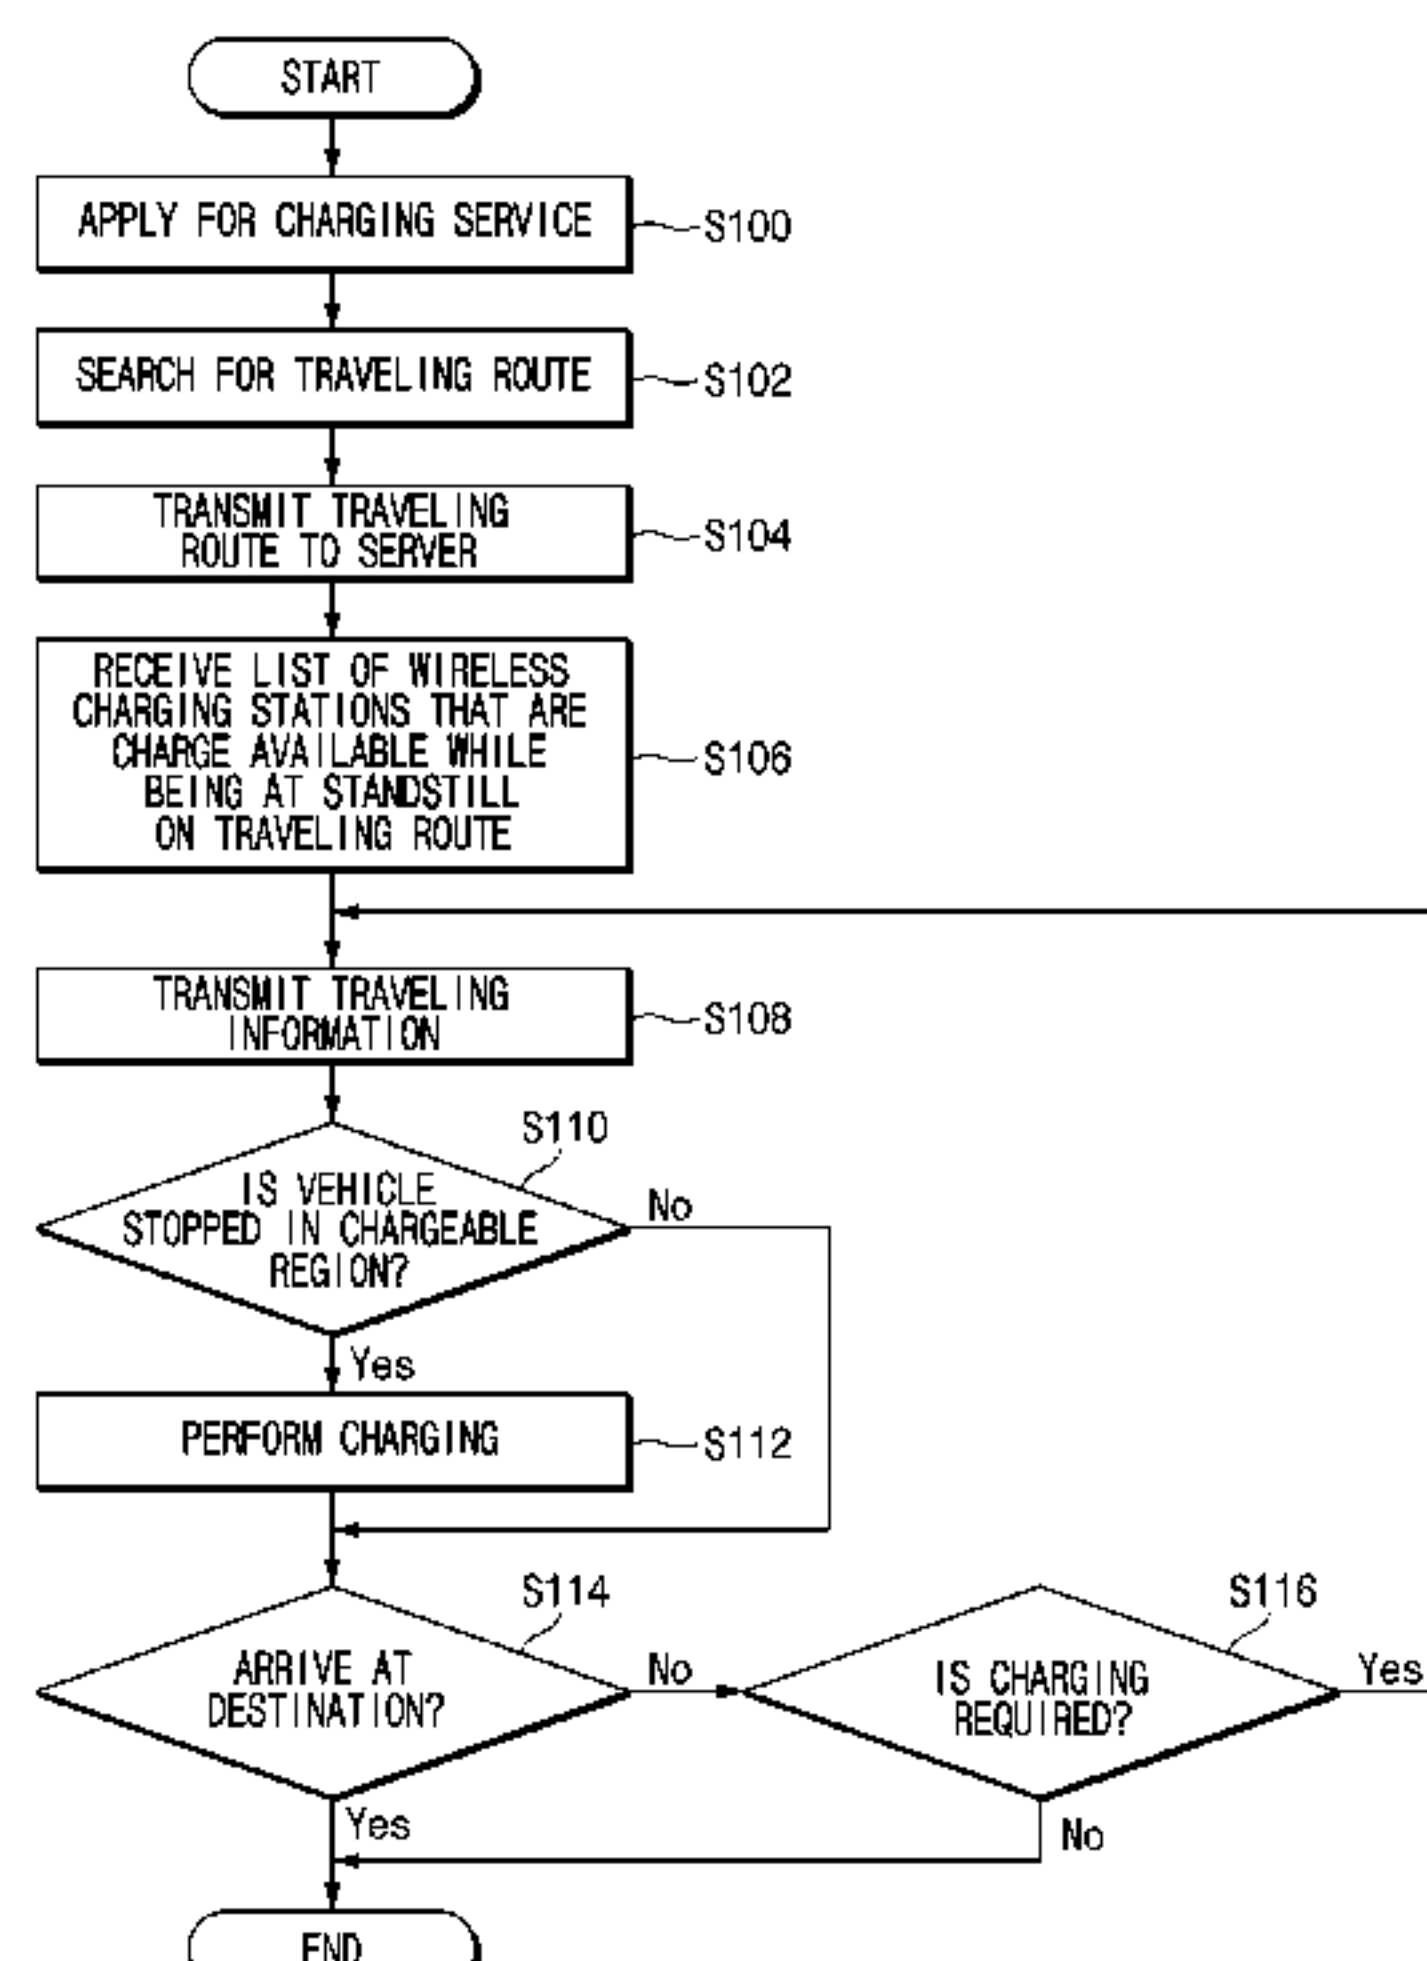 START
APPLY FOR CHARGING SERVICE
S100
SEARCH FOR TRAVELING ROUTE
S102
TRANSMIT TRAVELING
ROUTE TO SERVER
S104
RECEIVE LIST OF WIRELESS
CHARGING STATIONS THAT ARE
CHARGE AVAILABLE WHILE
BEING AT STANDSTILL
ON TRAVELING ROUTE
S106
TRANSMIT TRAVELING
INFORMATION
S108
S110
IS VEHICLE
STOPPED IN CHARGEABLE
REGION?
No
Yes
PERFORM CHARGING
S112
S114
ARRIVE AT
DESTINATION?
No
S116
IS CHARGING
REQUIRED?
Yes
Yes
No
END